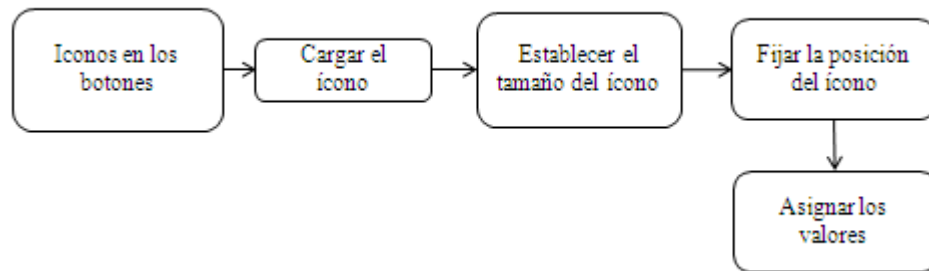 Iconos en los
botones
Cargar el
ícono
Establecer el
tamaño del ícono
Fijar la posición
del ícono
Asignar los
valores